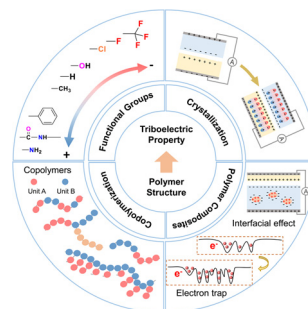 F
F
F
F
Cl
OH
H
CH₃
O
C NH
NH₂
-
+
A
A
Functional Groups
Crystallization
Triboelectric
Property
Polymer
Structure
Copolymerization
Polymer Composites
Copolymers
Unit A
Unit B
A
Interfacial effect
e⁻
e⁻
Electron trap